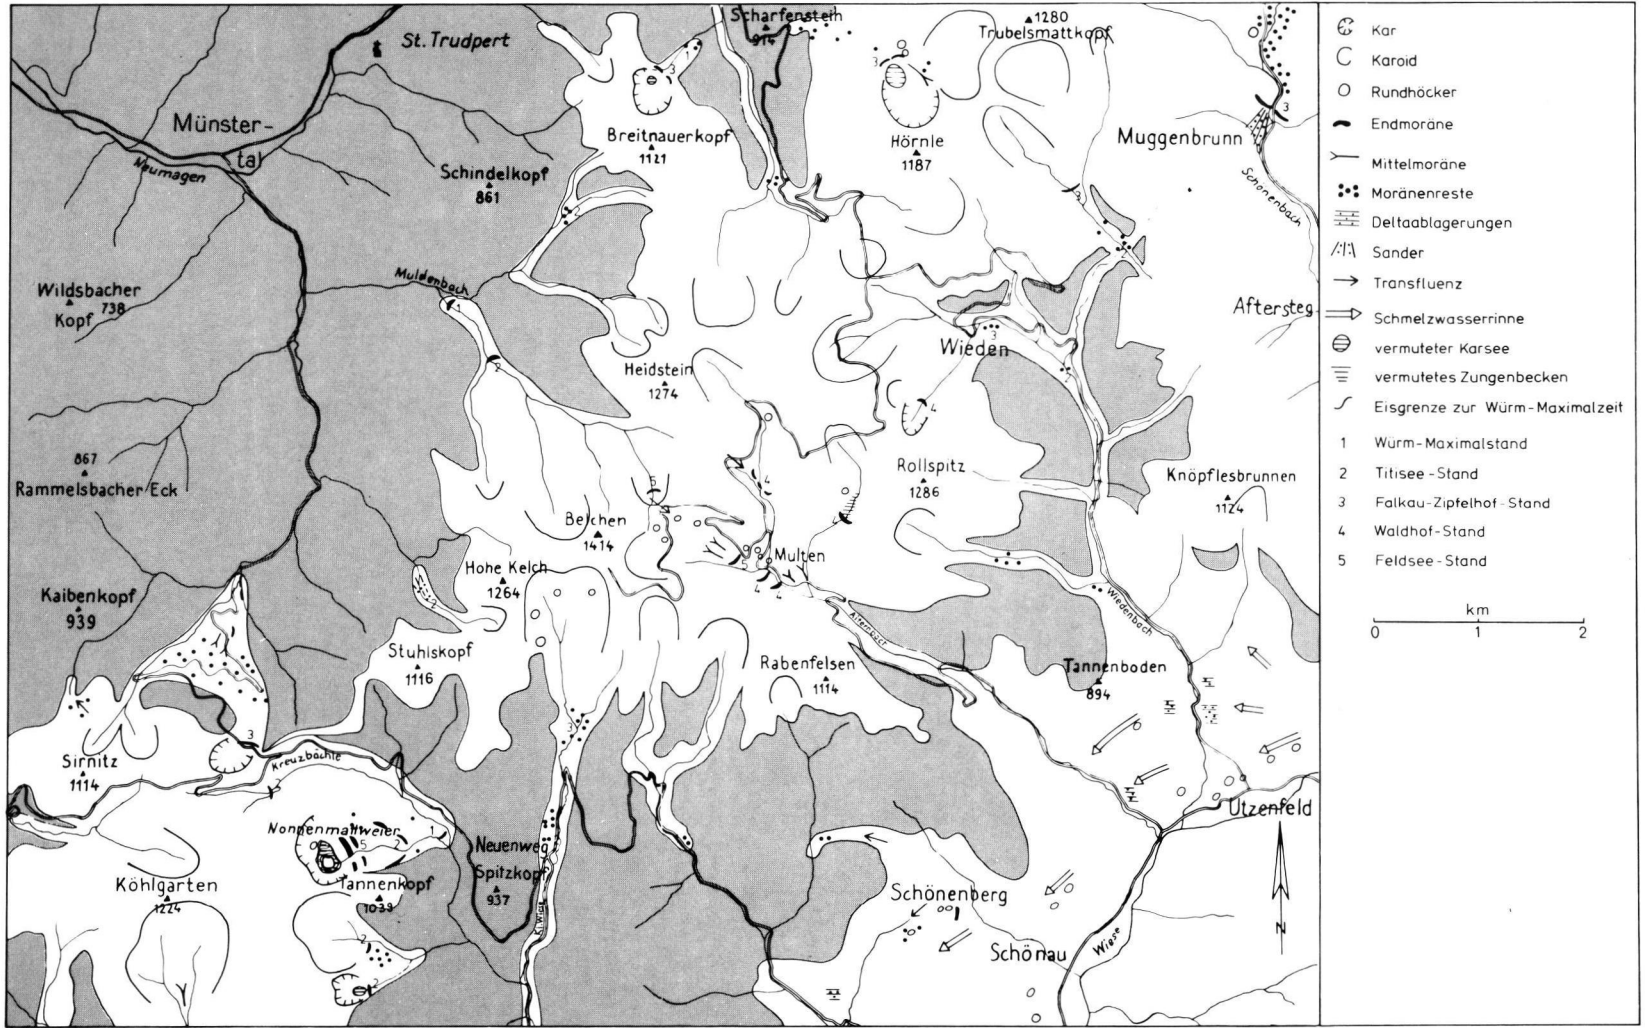 Scharfenstein
914
1280
Trubelsmattkopf
St. Trudpert
Münster-
tal
Neumagen
Breitnauerkopf
1121
Hörnle
1187
Muggenbrunn
Schönenbach
Schindelkopf
861
Muldenbach
Wildsbacher
Kopf 738
Aftersteg
Wieden
Heidstein
1274
867
Rammelsbacher Eck
Rollspitz
1286
Knöpflesbrunnen
1124
Belchen
1414
Multen
Hohe Kelch
1264
Kaibenkopf
939
Wiedenbach
Aiternbach
Stuhlskopf
1116
Rabenfelsen
1114
Tannenboden
894
Sirnitz
1114
Kreuzbächle
Utzenfeld
Nonnenmattweier
Neuenweg
Spitzkopf
937
Köhlgarten
1224
Tannenkopf
1039
Kl. Wiese
Schönenberg
Schönau
Wiese
N
Kar
Karoid
Rundhöcker
Endmoräne
Mittelmoräne
Moränenreste
Deltaablagerungen
Sander
Transfluenz
Schmelzwasserrinne
vermuteter Karsee
vermutetes Zungenbecken
Eisgrenze zur Würm-Maximalzeit
1 Würm-Maximalstand
2 Titisee-Stand
3 Falkau-Zipfelhof-Stand
4 Waldhof-Stand
5 Feldsee-Stand
km
0 1 2